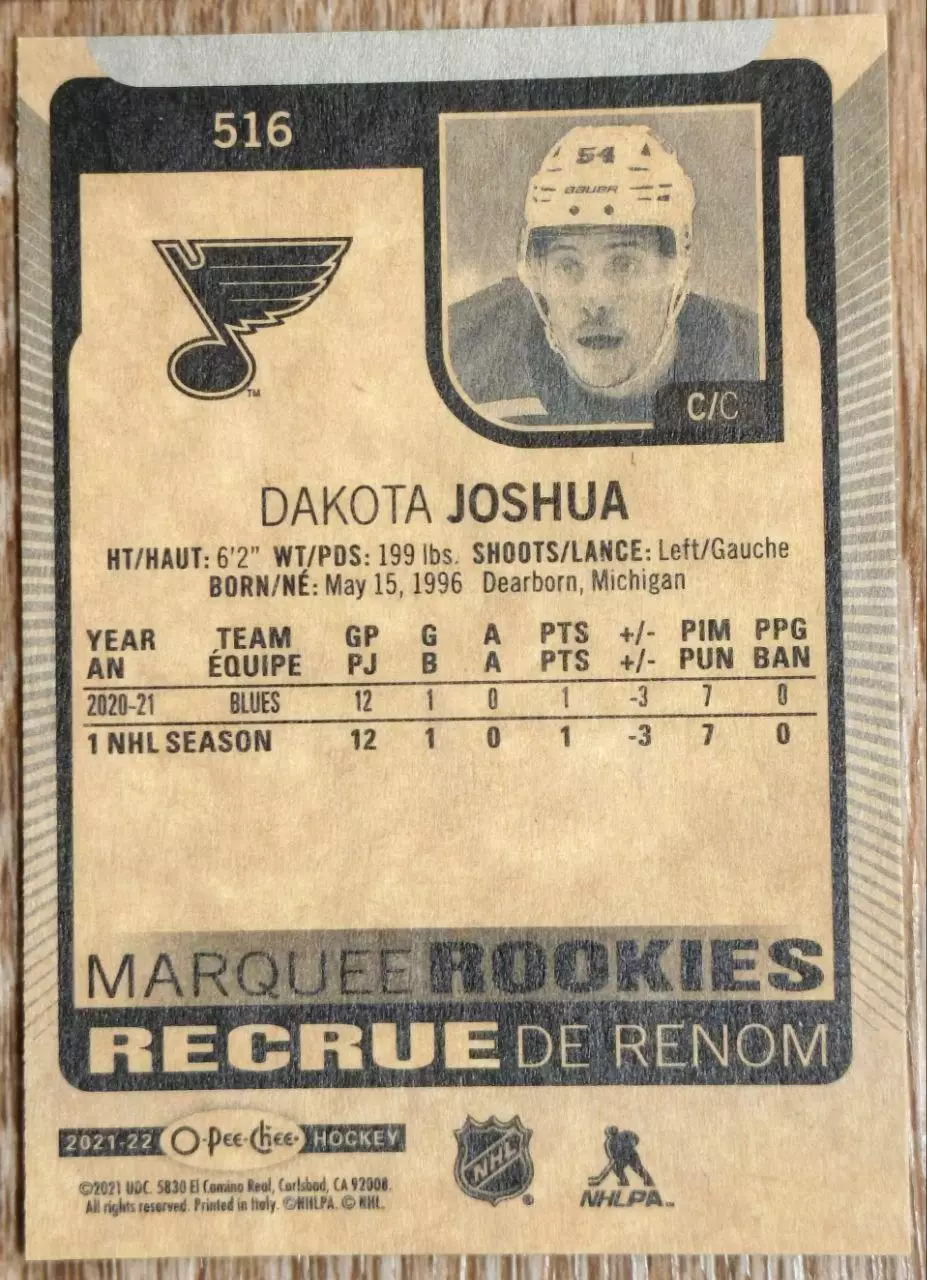 516
54
BAUER
TM
C/C
DAKOTA JOSHUA
HT/HAUT: 6'2" WT/PDS: 199 lbs. SHOOTS/LANCE: Left/Gauche
BORN/NÉ: May 15, 1996 Dearborn, Michigan
YEAR TEAM GP G A PTS +/- PIM PPG
AN ÉQUIPE PJ B A PTS +/- PUN BAN
2020-21 BLUES 12 1 0 1 -3 7 0
1 NHL SEASON 12 1 0 1 -3 7 0
MARQUEE ROOKIES
RECRUE DE RENOM
2021-22 O-Pee-Chee HOCKEY
NHL ®
NHLPA™
©2021 UDC. 5830 El Camino Real, Carlsbad, CA 92008.
All rights reserved. Printed in Italy. ©NHLPA. © NHL.